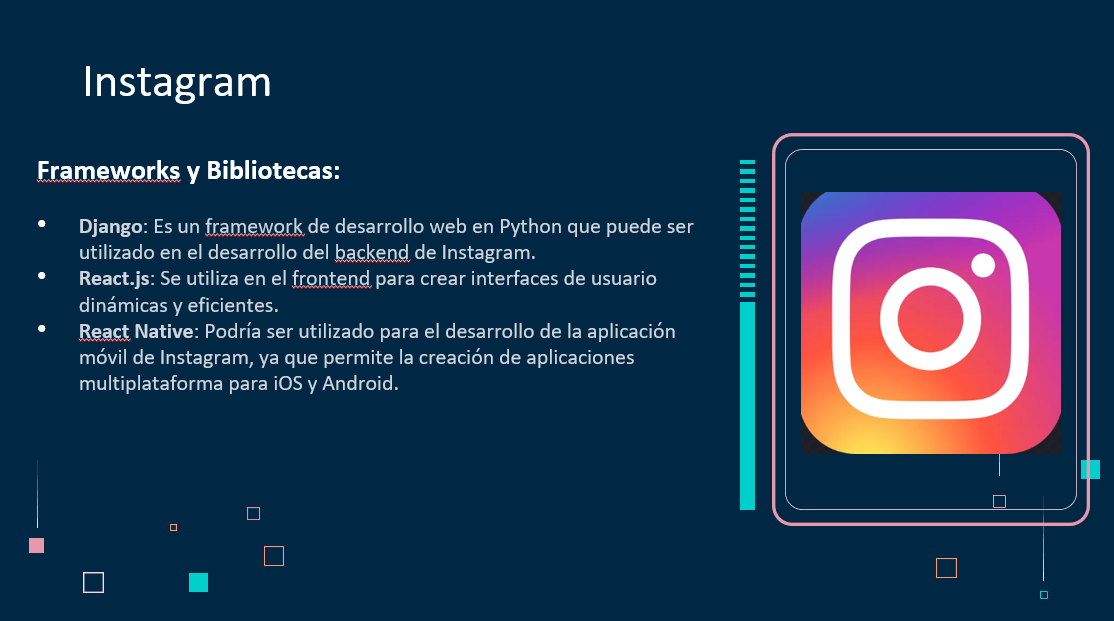 Instagram
Frameworks y Bibliotecas:
• Django: Es un framework de desarrollo web en Python que puede ser
utilizado en el desarrollo del backend de Instagram.
• React.js: Se utiliza en el frontend para crear interfaces de usuario
dinámicas y eficientes.
• React Native: Podría ser utilizado para el desarrollo de la aplicación
móvil de Instagram, ya que permite la creación de aplicaciones
multiplataforma para iOS y Android.